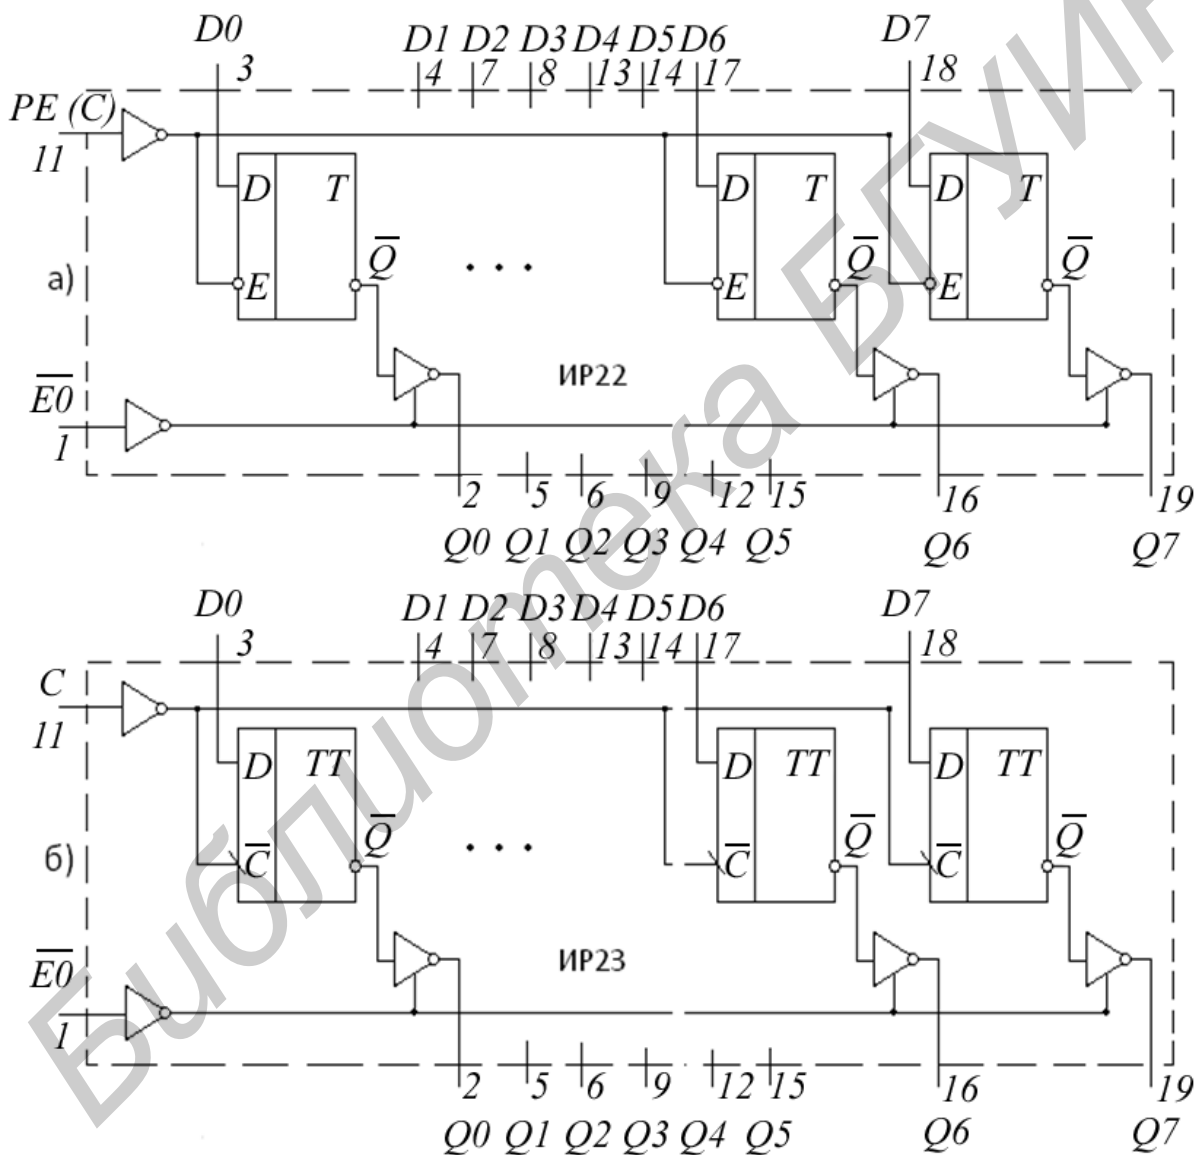 D0 D1 D2 D3 D4 D5 D6 D7
3 4 7 8 13 14 17 18
PE (C)
11
D T D T D T
Q̅ Q̅ Q̅
а) E . . . E E
ИР22
E̅0̅
1
2 5 6 9 12 15 16 19
Q0 Q1 Q2 Q3 Q4 Q5 Q6 Q7
D0 D1 D2 D3 D4 D5 D6 D7
3 4 7 8 13 14 17 18
C
11
D TT D TT D TT
Q̅ Q̅ Q̅
б) C̅ . . . C̅ C̅
ИР23
E̅0̅
1
2 5 6 9 12 15 16 19
Q0 Q1 Q2 Q3 Q4 Q5 Q6 Q7
Библиотека БГУИР